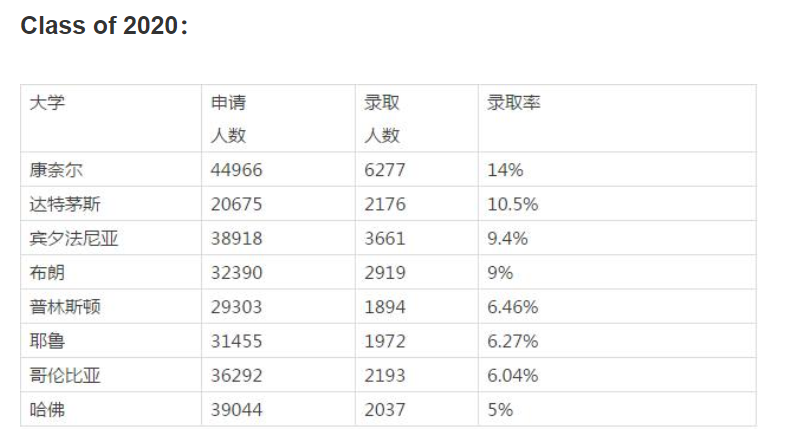 Class of 2020：
大学 申请 录取 录取率
人数 人数
康奈尔 44966 6277 14%
达特茅斯 20675 2176 10.5%
宾夕法尼亚 38918 3661 9.4%
布朗 32390 2919 9%
普林斯顿 29303 1894 6.46%
耶鲁 31455 1972 6.27%
哥伦比亚 36292 2193 6.04%
哈佛 39044 2037 5%